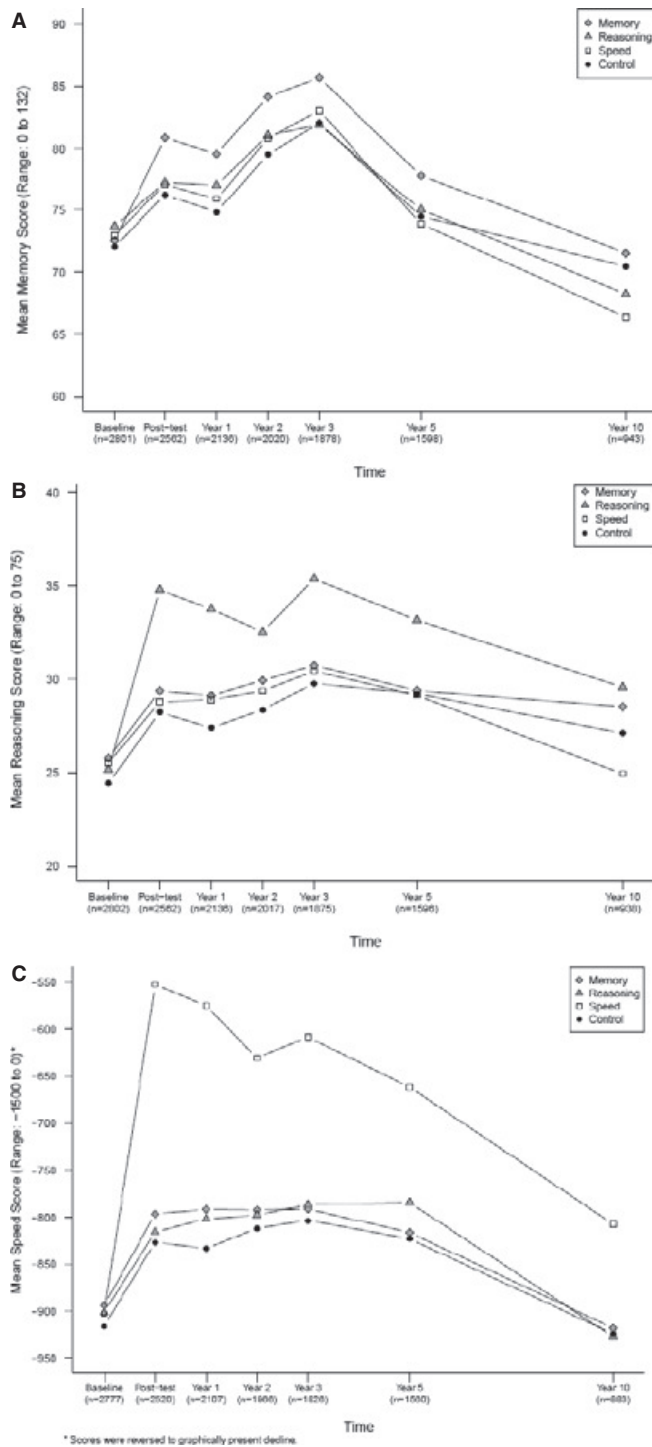 A
Mean Memory Score (Range: 0 to 132)
90
85
80
75
70
65
60
Memory
Reasoning
Speed
Control
Baseline Post-test Year 1 Year 2 Year 3 Year 5 Year 10
(n=2801) (n=2562) (n=2136) (n=2020) (n=1878) (n=1598) (n=943)
Time
B
Mean Reasoning Score (Range: 0 to 75)
40
35
30
25
20
Memory
Reasoning
Speed
Control
Baseline Post-test Year 1 Year 2 Year 3 Year 5 Year 10
(n=2802) (n=2562) (n=2136) (n=2017) (n=1875) (n=1596) (n=938)
Time
C
Mean Speed Score (Range: -1500 to 0)*
-550
-600
-650
-700
-750
-800
-850
-900
-950
Memory
Reasoning
Speed
Control
Baseline Post-test Year 1 Year 2 Year 3 Year 5 Year 10
(n=2777) (n=2520) (n=2107)
Time
* Scores were reversed to graphically present decline.